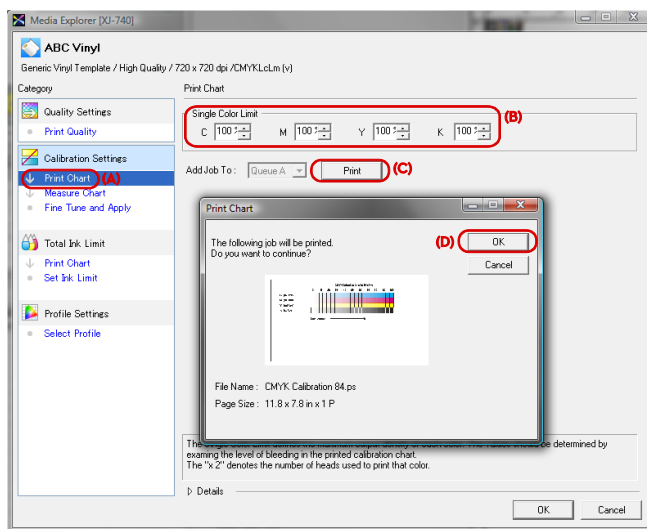 Media Explorer [XJ-740]
ABC Vinyl
Generic Vinyl Template / High Quality / 720 x 720 dpi /CMYKLcLm (v)
Category
Print Chart
Quality Settings
Print Quality
Calibration Settings
Print Chart (A)
Measure Chart
Fine Tune and Apply
Total Ink Limit
Print Chart
Set Ink Limit
Profile Settings
Select Profile
Single Color Limit
C 100 M 100 Y 100 K 100 (B)
Add Job To : Queue A Print (C)
Print Chart
The following job will be printed.
Do you want to continue?
(D) OK
Cancel
File Name : CMYK Calibration 84.ps
Page Size : 11.8 x 7.8 in x 1 P
be determined by
examing the level of bleeding in the printed calibration chart.
The "x 2" denotes the number of heads used to print that color.
Details
OK Cancel